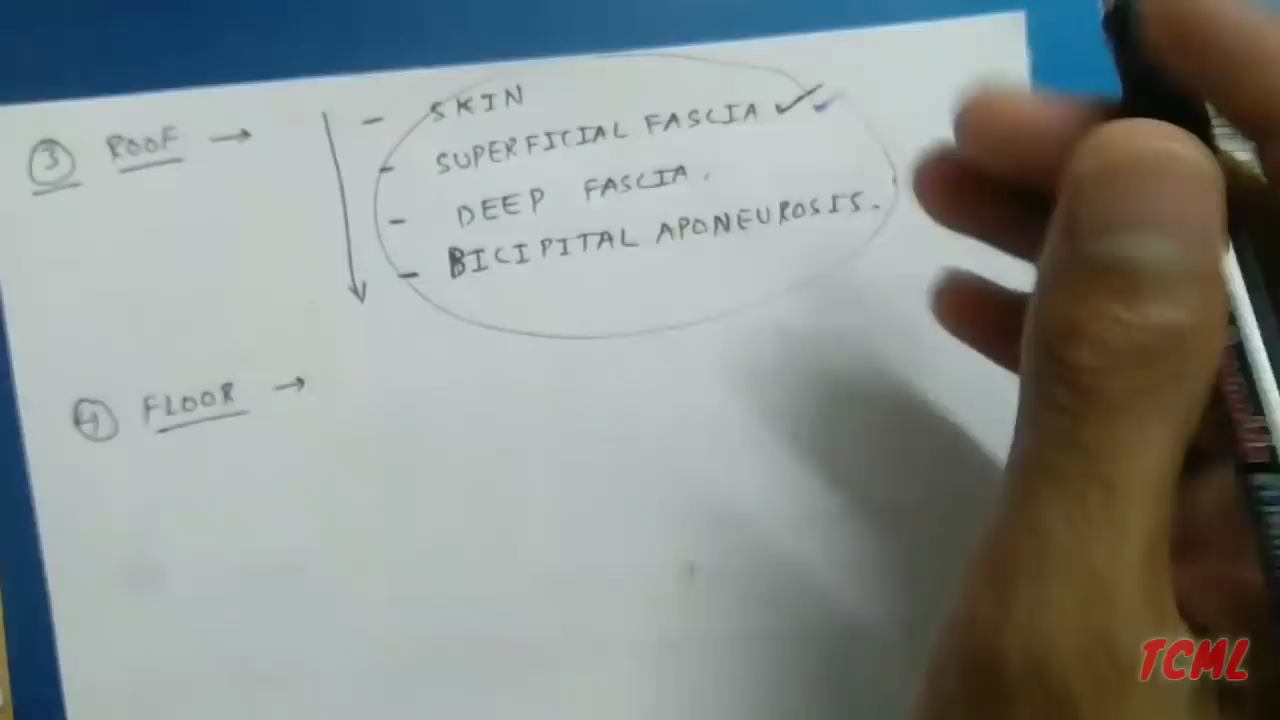 ③ ROOF →
- SKIN
- SUPERFICIAL FASCIA ✓✓
- DEEP FASCIA.
- BICIPITAL APONEUROSIS.
④ FLOOR →
TCML